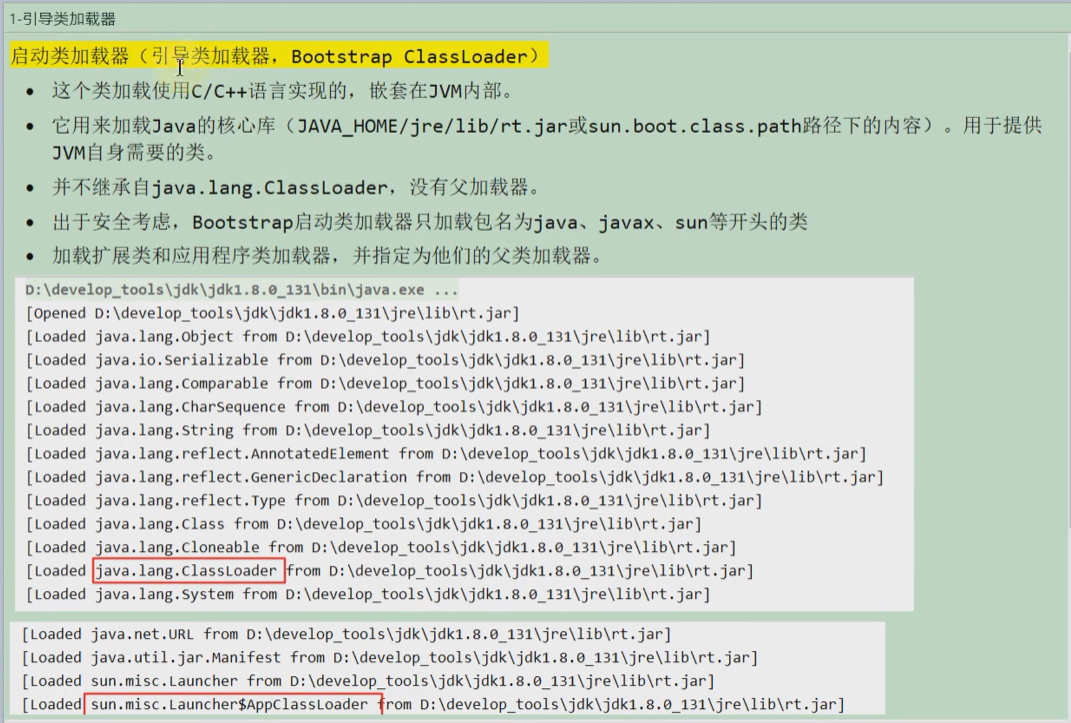 1-引导类加载器
启动类加载器（引导类加载器，Bootstrap ClassLoader）
• 这个类加载使用C/C++语言实现的，嵌套在JVM内部。
• 它用来加载Java的核心库（JAVA_HOME/jre/lib/rt.jar或sun.boot.class.path路径下的内容）。用于提供
JVM自身需要的类。
• 并不继承自java.lang.ClassLoader，没有父加载器。
• 出于安全考虑，Bootstrap启动类加载器只加载包名为java、javax、sun等开头的类
• 加载扩展类和应用程序类加载器，并指定为他们的父类加载器。
D:\develop_tools\jdk\jdk1.8.0_131\bin\java.exe ...
[Opened D:\develop_tools\jdk\jdk1.8.0_131\jre\lib\rt.jar]
[Loaded java.lang.Object from D:\develop_tools\jdk\jdk1.8.0_131\jre\lib\rt.jar]
[Loaded java.io.Serializable from D:\develop_tools\jdk\jdk1.8.0_131\jre\lib\rt.jar]
[Loaded java.lang.Comparable from D:\develop_tools\jdk\jdk1.8.0_131\jre\lib\rt.jar]
[Loaded java.lang.CharSequence from D:\develop_tools\jdk\jdk1.8.0_131\jre\lib\rt.jar]
[Loaded java.lang.String from D:\develop_tools\jdk\jdk1.8.0_131\jre\lib\rt.jar]
[Loaded java.lang.reflect.AnnotatedElement from D:\develop_tools\jdk\jdk1.8.0_131\jre\lib\rt.jar]
[Loaded java.lang.reflect.GenericDeclaration from D:\develop_tools\jdk\jdk1.8.0_131\jre\lib\rt.jar]
[Loaded java.lang.reflect.Type from D:\develop_tools\jdk\jdk1.8.0_131\jre\lib\rt.jar]
[Loaded java.lang.Class from D:\develop_tools\jdk\jdk1.8.0_131\jre\lib\rt.jar]
[Loaded java.lang.Cloneable from D:\develop_tools\jdk\jdk1.8.0_131\jre\lib\rt.jar]
[Loaded java.lang.ClassLoader from D:\develop_tools\jdk\jdk1.8.0_131\jre\lib\rt.jar]
[Loaded java.lang.System from D:\develop_tools\jdk\jdk1.8.0_131\jre\lib\rt.jar]
[Loaded java.net.URL from D:\develop_tools\jdk\jdk1.8.0_131\jre\lib\rt.jar]
[Loaded java.util.jar.Manifest from D:\develop_tools\jdk\jdk1.8.0_131\jre\lib\rt.jar]
[Loaded sun.misc.Launcher from D:\develop_tools\jdk\jdk1.8.0_131\jre\lib\rt.jar]
[Loaded sun.misc.Launcher$AppClassLoader from D:\develop_tools\jdk\jdk1.8.0_131\jre\lib\rt.jar]